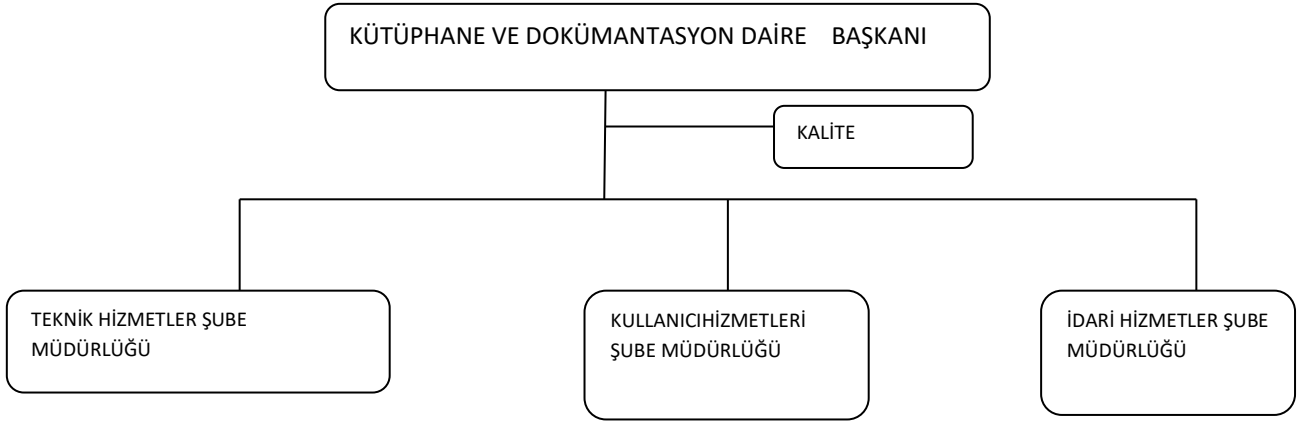 KÜTÜPHANE VE DOKÜMANTASYON DAİRE BAŞKANI
KALİTE
TEKNİK HİZMETLER ŞUBE
MÜDÜRLÜĞÜ
KULLANICIHİZMETLERİ
ŞUBE MÜDÜRLÜĞÜ
İDARİ HİZMETLER ŞUBE
MÜDÜRLÜĞÜ